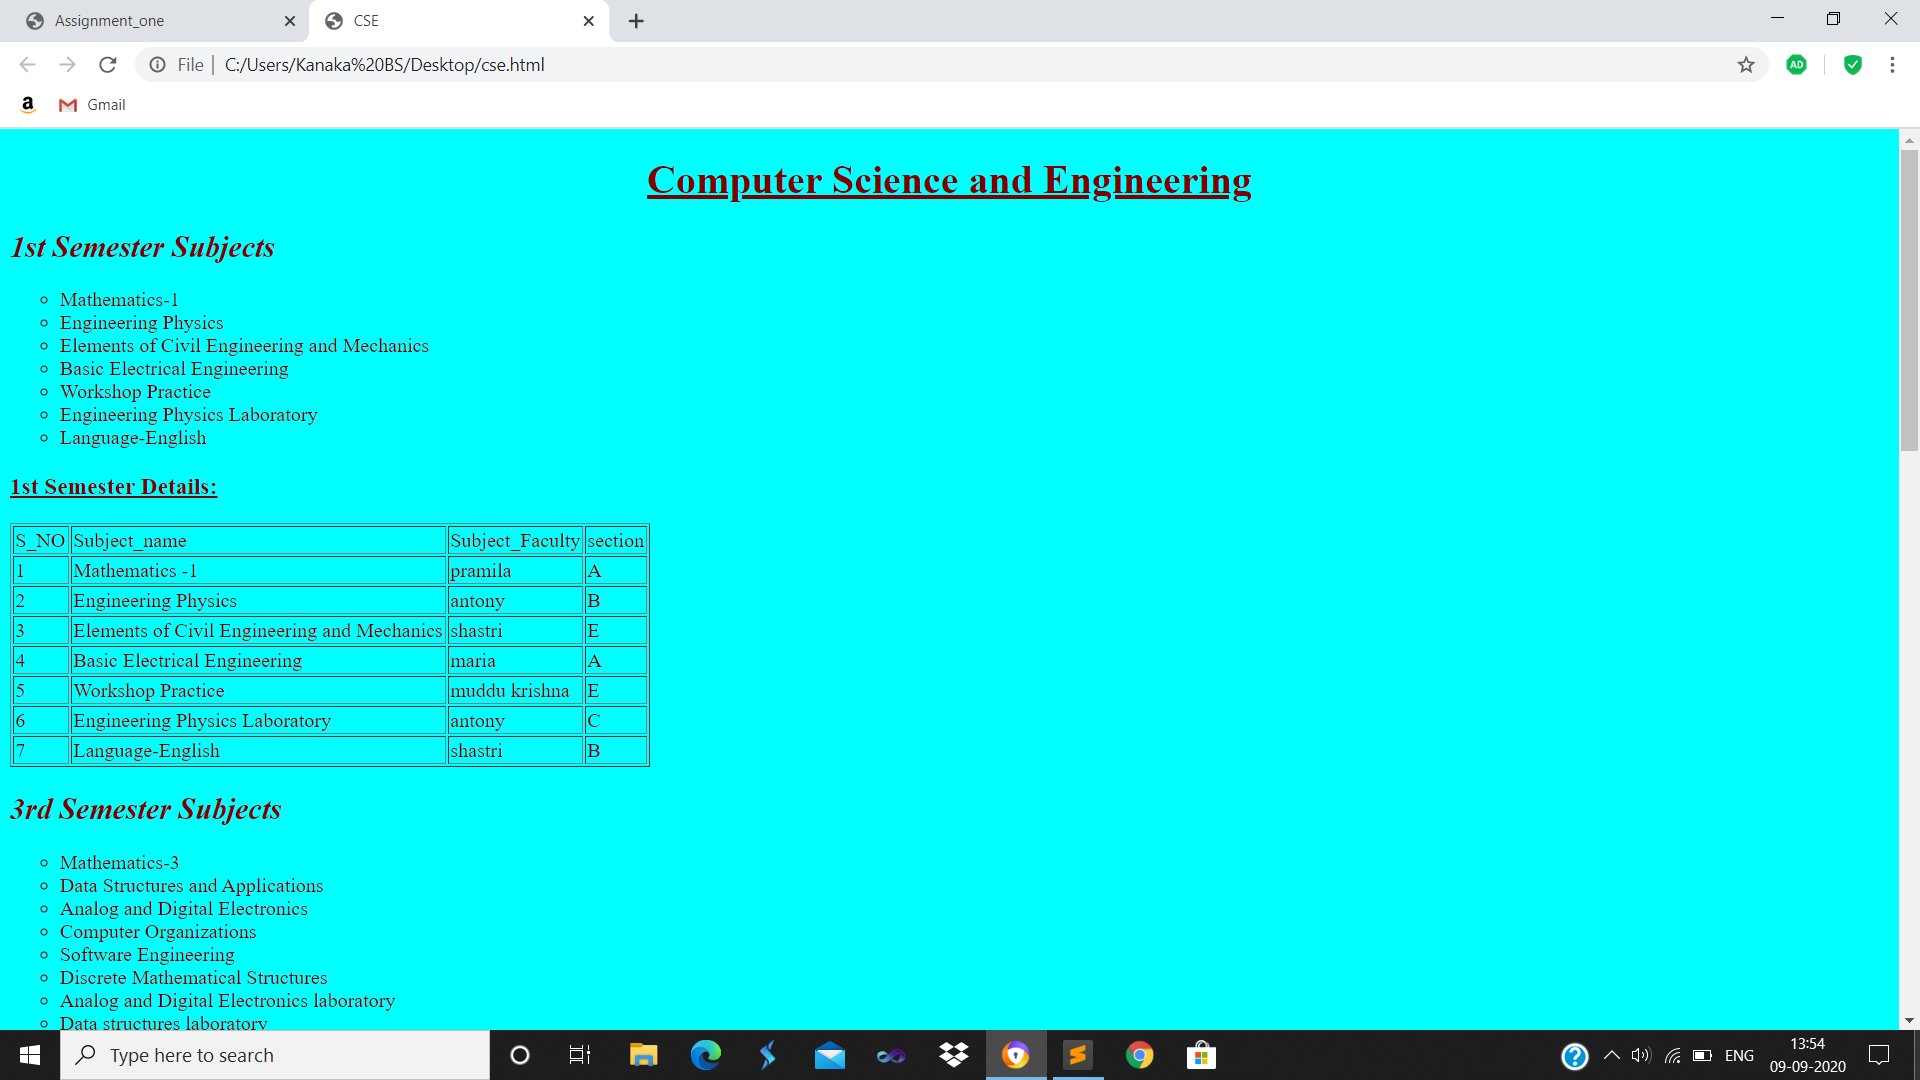 Assignment_one
CSE
File | C:/Users/Kanaka%20BS/Desktop/cse.html
AD
a
Gmail
Computer Science and Engineering
1st Semester Subjects
Mathematics-1
Engineering Physics
Elements of Civil Engineering and Mechanics
Basic Electrical Engineering
Workshop Practice
Engineering Physics Laboratory
Language-English
1st Semester Details:
S_NO Subject_name Subject_Faculty section
1 Mathematics -1 pramila A
2 Engineering Physics antony B
3 Elements of Civil Engineering and Mechanics shastri E
4 Basic Electrical Engineering maria A
5 Workshop Practice muddu krishna E
6 Engineering Physics Laboratory antony C
7 Language-English shastri B
3rd Semester Subjects
Mathematics-3
Data Structures and Applications
Analog and Digital Electronics
Computer Organizations
Software Engineering
Discrete Mathematical Structures
Analog and Digital Electronics laboratory
Data structures laboratory
Type here to search
ENG
13:54
09-09-2020